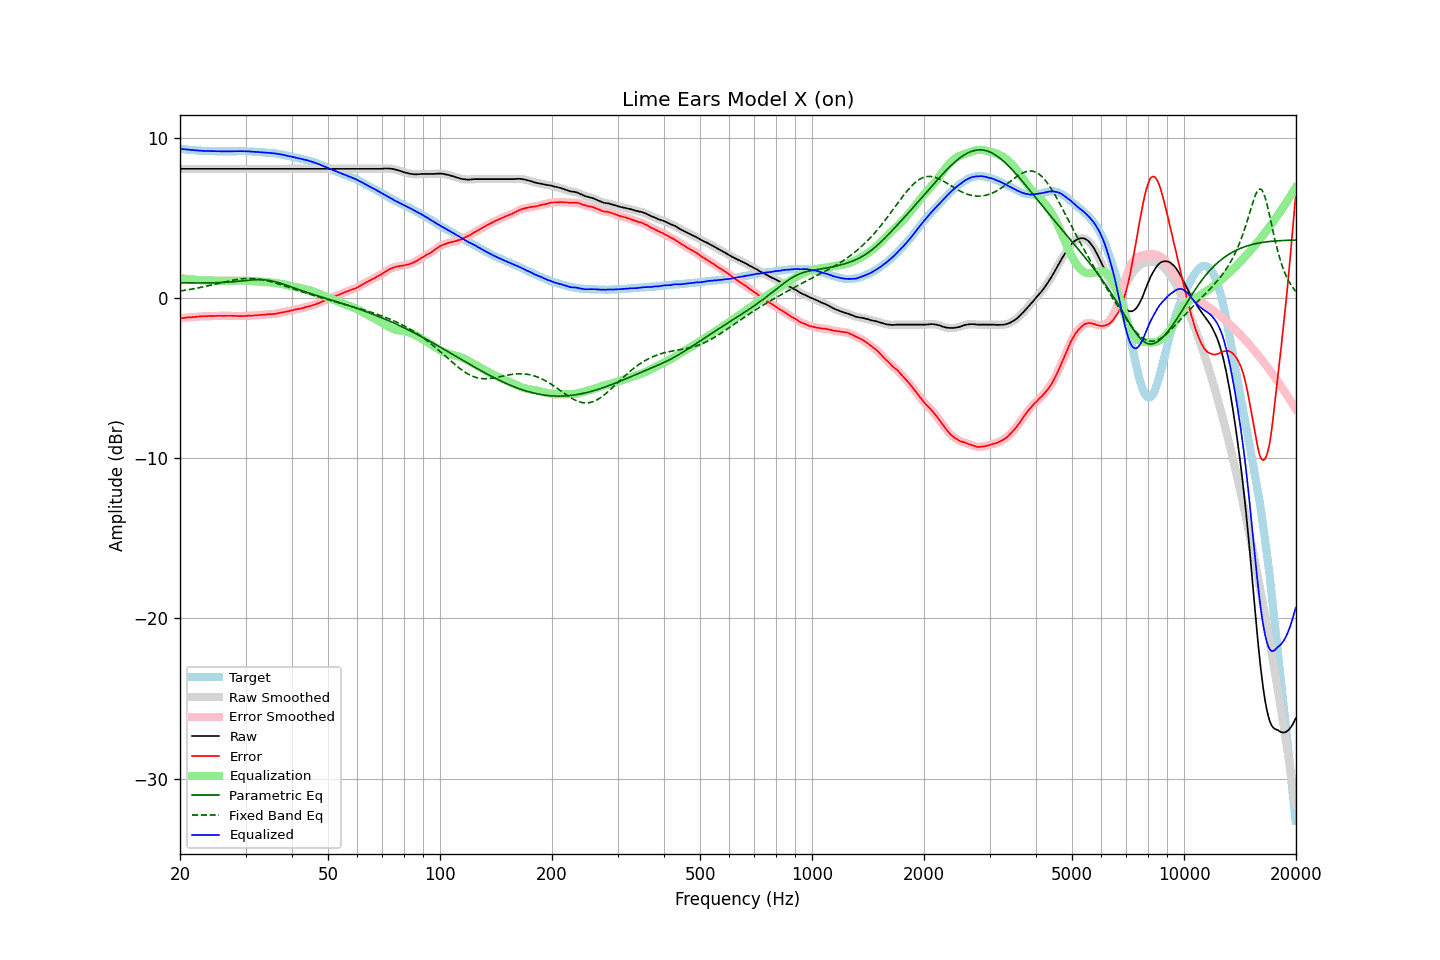 Lime Ears Model X (on)
10
0
−10
−20
−30
Amplitude (dBr)
Target
Raw Smoothed
Error Smoothed
Raw
Error
Equalization
Parametric Eq
Fixed Band Eq
Equalized
20 50 100 200 500 1000 2000 5000 10000 20000
Frequency (Hz)